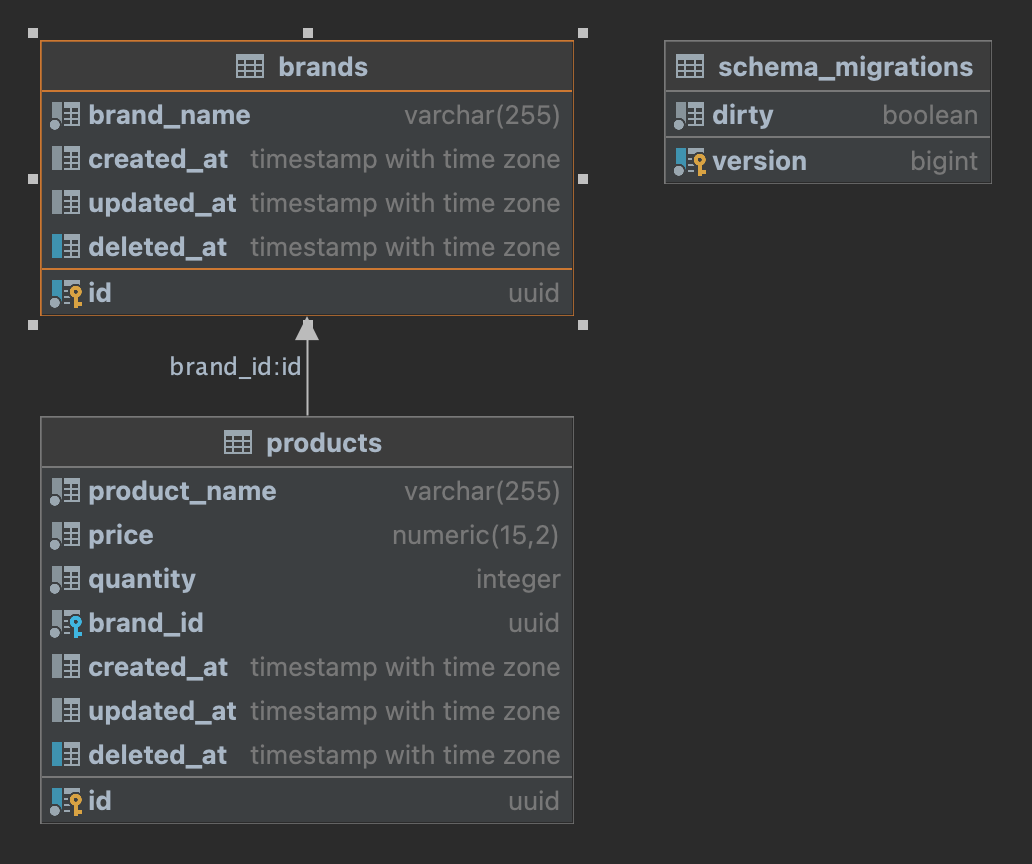 brands
brand_name varchar(255)
created_at timestamp with time zone
updated_at timestamp with time zone
deleted_at timestamp with time zone
id uuid
schema_migrations
dirty boolean
version bigint
brand_id:id
products
product_name varchar(255)
price numeric(15,2)
quantity integer
brand_id uuid
created_at timestamp with time zone
updated_at timestamp with time zone
deleted_at timestamp with time zone
id uuid